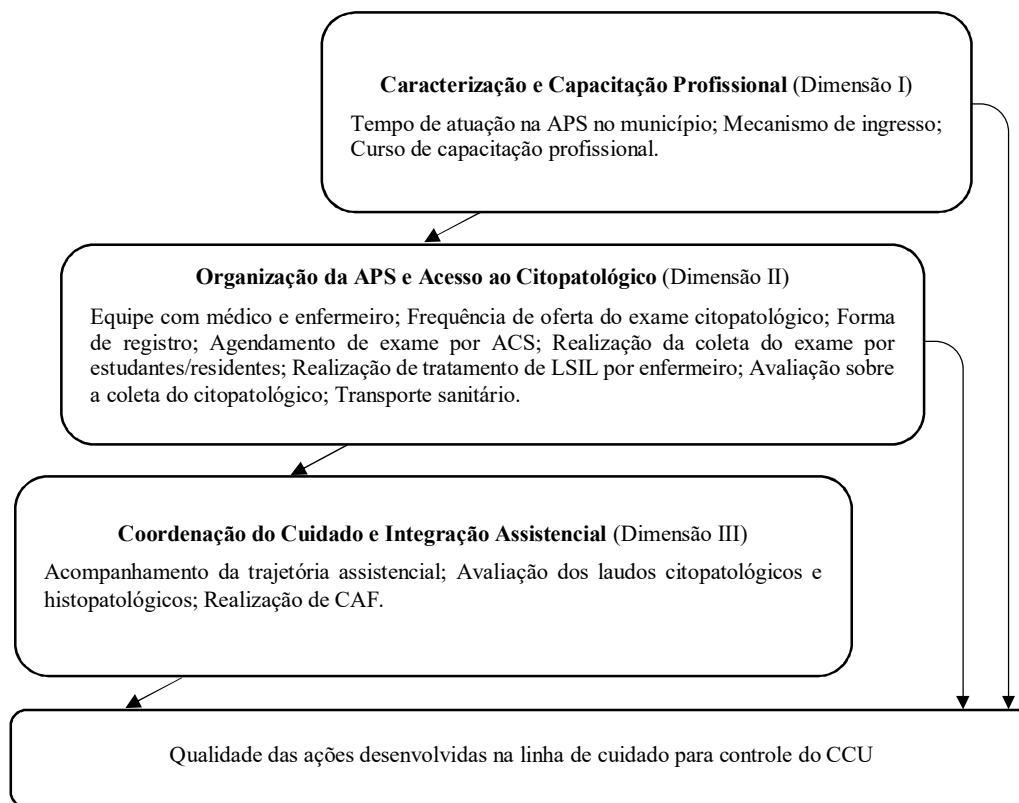 Caracterização e Capacitação Profissional (Dimensão I)
Tempo de atuação na APS no município; Mecanismo de ingresso;
Curso de capacitação profissional.
Organização da APS e Acesso ao Citopatológico (Dimensão II)
Equipe com médico e enfermeiro; Frequência de oferta do exame citopatológico; Forma
de registro; Agendamento de exame por ACS; Realização da coleta do exame por
estudantes/residentes; Realização de tratamento de LSIL por enfermeiro; Avaliação sobre
a coleta do citopatológico; Transporte sanitário.
Coordenação do Cuidado e Integração Assistencial (Dimensão III)
Acompanhamento da trajetória assistencial; Avaliação dos laudos citopatológicos e
histopatológicos; Realização de CAF.
Qualidade das ações desenvolvidas na linha de cuidado para controle do CCU